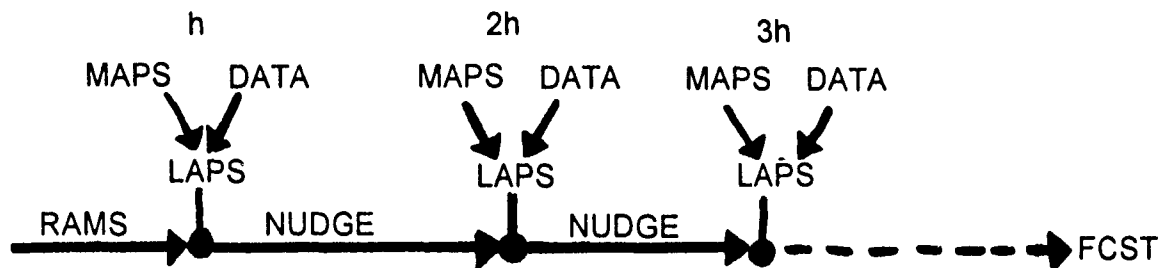 h 2h 3h
MAPS DATA MAPS DATA MAPS DATA
LAPS LAPS LAPS
RAMS NUDGE NUDGE
FCST